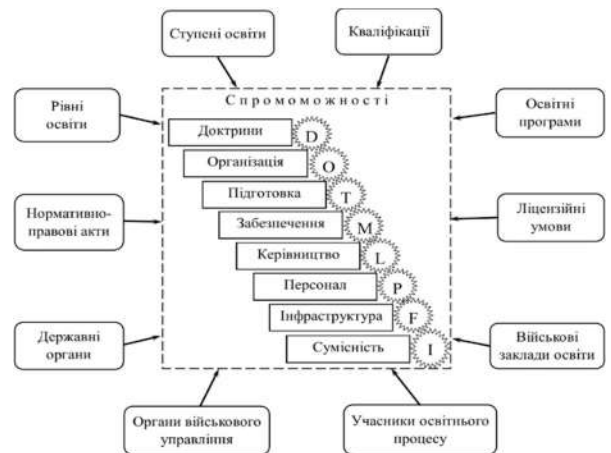 Ступені освіти
Кваліфікації
Рівні
освіти
Освітні
програми
Спроможності
Доктрини D
Організація O
Підготовка T
Забезпечення M
Керівництво L
Персонал P
Інфраструктура F
Сумісність I
Нормативно-
правові акти
Ліцензійні
умови
Державні
органи
Військові
заклади освіти
Органи військового
управління
Учасники освітнього
процесу